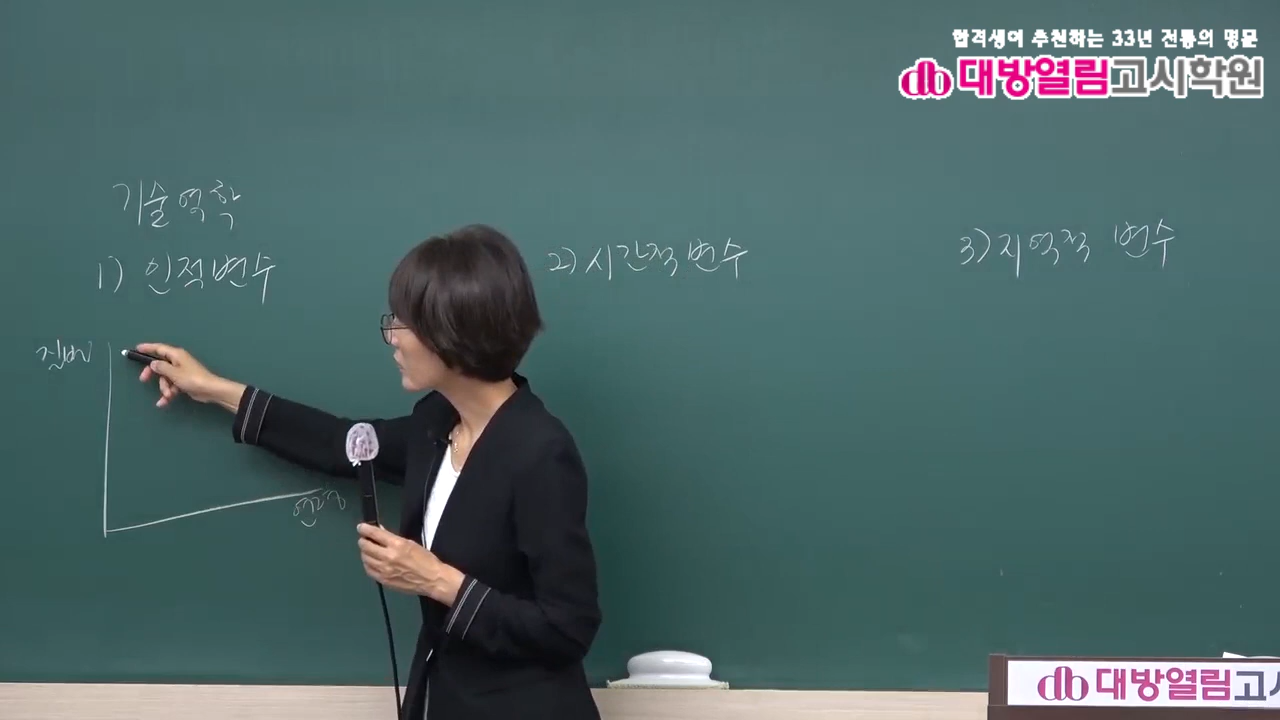 합격생이 추천하는 33년 전통의 명문
대방열림고시학원
기술역학
1) 인적변수
2) 시간적 변수
3) 지역적 변수
질병
연령
대방열림고시